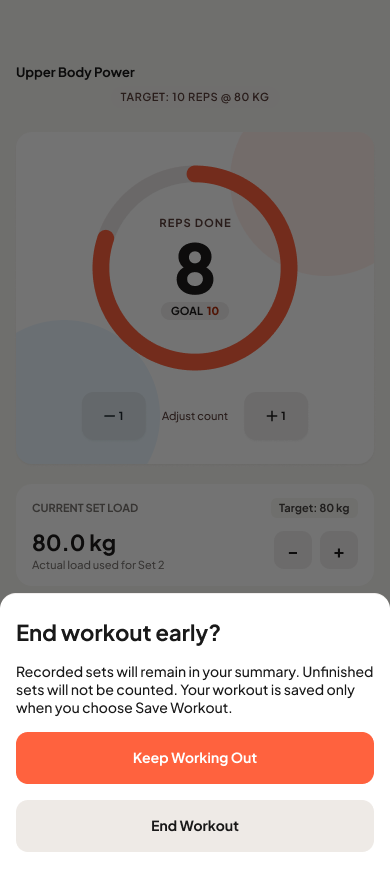 Upper Body Power
TARGET: 10 REPS @ 80 KG
REPS DONE
8
GOAL 10
− 1
Adjust count
+ 1
CURRENT SET LOAD
Target: 80 kg
80.0 kg
Actual load used for Set 2
-
+
End workout early?
Recorded sets will remain in your summary. Unfinished
sets will not be counted. Your workout is saved only
when you choose Save Workout.
Keep Working Out
End Workout